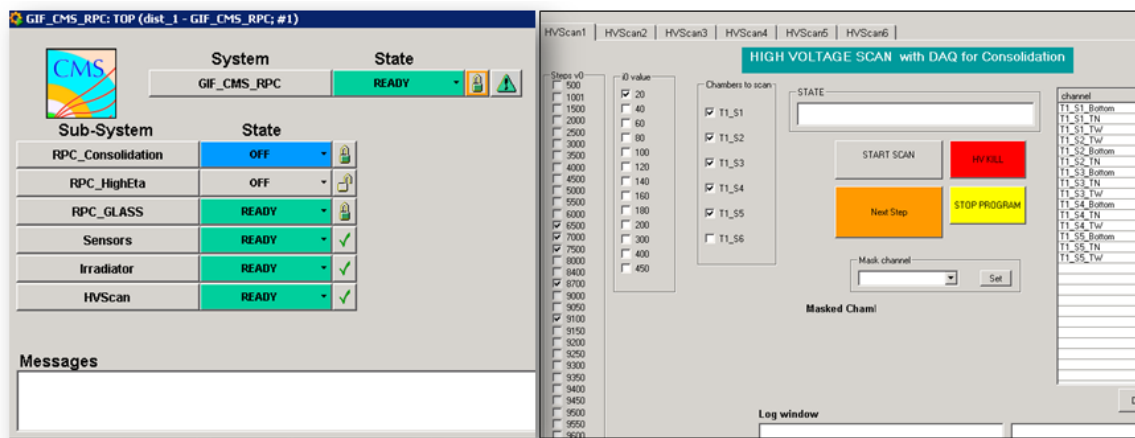 GIF_CMS_RPC: TOP (dist_1 - GIF_CMS_RPC; #1)
CMS
System State
GIF_CMS_RPC READY
Sub-System State
RPC_Consolidation OFF
RPC_HighEta OFF
RPC_GLASS READY
Sensors READY
Irradiator READY
HVScan READY
Messages
HVScan1 HVScan2 HVScan3 HVScan4 HVScan5 HVScan6
HIGH VOLTAGE SCAN with DAQ for Consolidation
Steps v0
500
1001
1500
2000
2500
3000
3500
4000
4500
5000
5500
6000
6500
7000
7500
8000
8400
8700
9000
9050
9100
9150
9200
9250
9300
9350
9400
9450
9500
9550
9600
i0 value
20
40
60
80
100
120
140
160
180
200
300
400
450
Chambers to scan
T1_S1
T1_S2
T1_S3
T1_S4
T1_S5
T1_S6
STATE
START SCAN
HV KILL
Next Step
STOP PROGRAM
Mask channel
Set
Masked Cham
Log window
channel
T1_S1_Bottom
T1_S1_TN
T1_S1_TW
T1_S2_Bottom
T1_S2_TN
T1_S3_Bottom
T1_S3_TN
T1_S3_TW
T1_S4_Bottom
T1_S4_TN
T1_S4_TW
T1_S5_Bottom
T1_S5_TN
T1_S5_TW